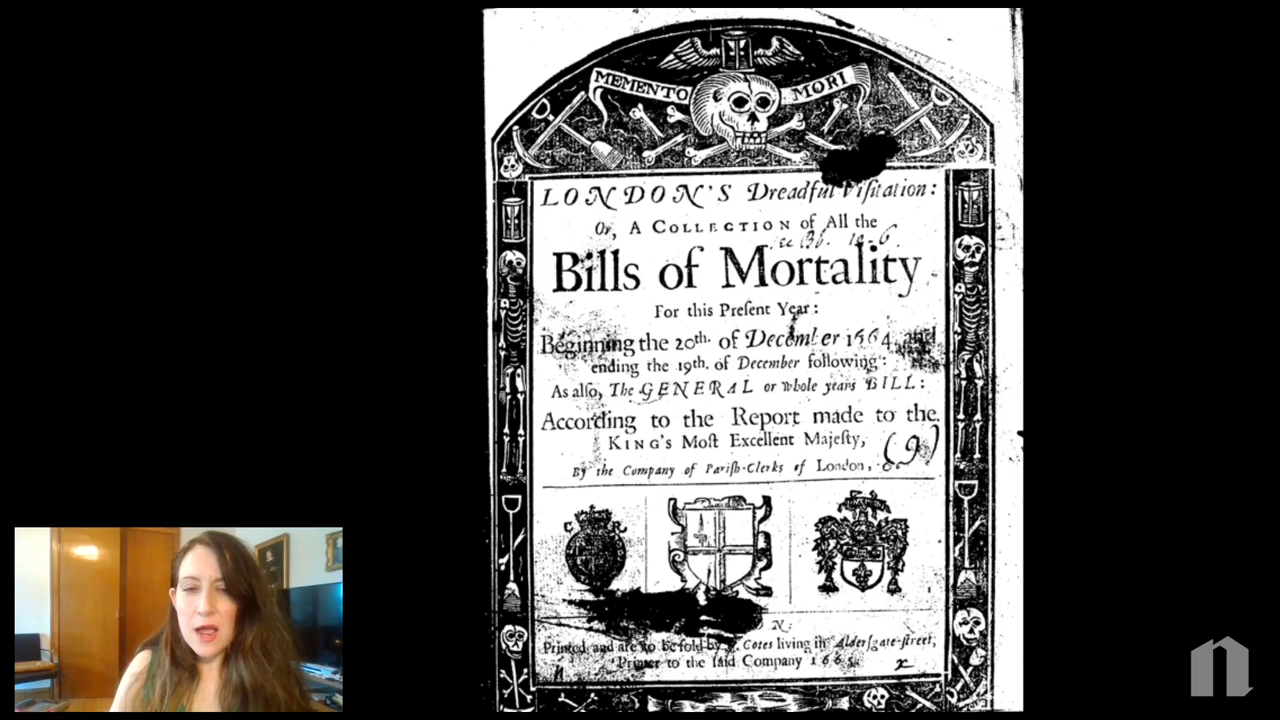 MEMENTO MORI
LONDON'S Dreadful Viſitation:
Or, A COLLECTION of All the
Bills of Mortality
For this Preſent Year:
Beginning the 20th. of December 1664. and
ending the 19th. of December following:
As alſo, The GENERAL or whole years BILL:
According to the Report made to the
KING'S Moſt Excellent Majeſty,
By the Company of Pariſh-Clerks of London,
(9)
C R
Printed and are to be ſold by Cotes living in Alderſgate-ſtreet,
Printer to the ſaid Company 1665.
n